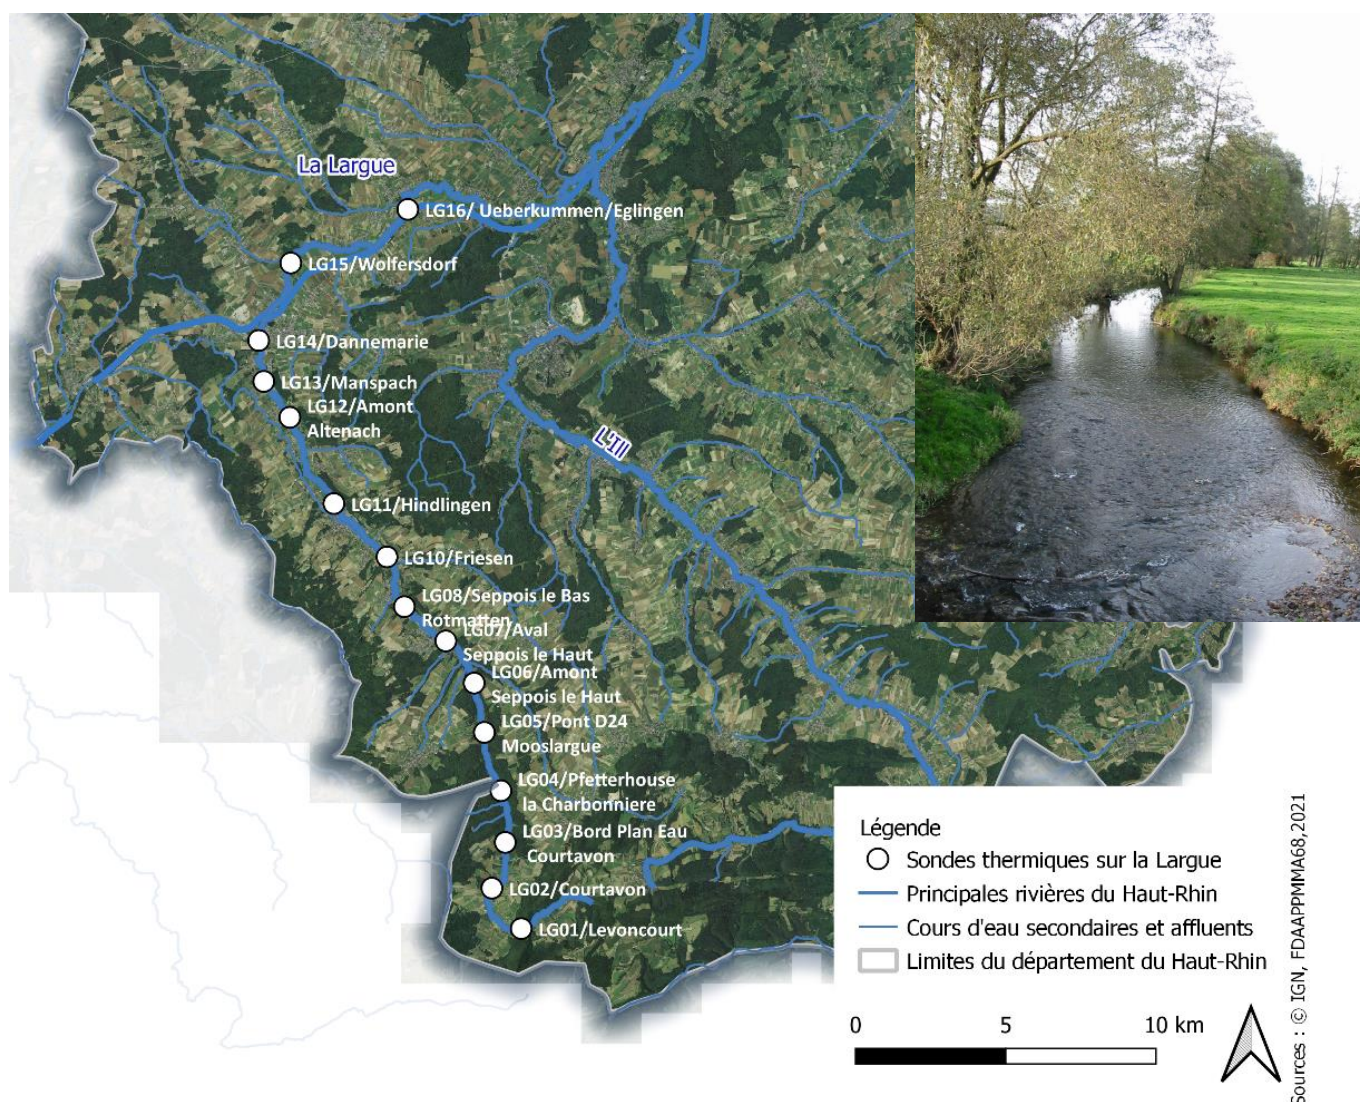 La Largue
LG16/ Ueberkummen/Eglingen
LG15/Wolfersdorf
LG14/Dannemarie
LG13/Manspach
LG12/Amont
Altenach
L'Ill
LG11/Hindlingen
LG10/Friesen
LG08/Seppois le Bas
Rotmatten
LG07/Aval
Seppois le Haut
LG06/Amont
Seppois le Haut
LG05/Pont D24
Mooslargue
LG04/Pfetterhouse
la Charbonniere
LG03/Bord Plan Eau
Courtavon
LG02/Courtavon
LG01/Levoncourt
Légende
Sondes thermiques sur la Largue
Principales rivières du Haut-Rhin
Cours d'eau secondaires et affluents
Limites du département du Haut-Rhin
0 5 10 km
Sources : © IGN, FDAAPPMMA68,2021